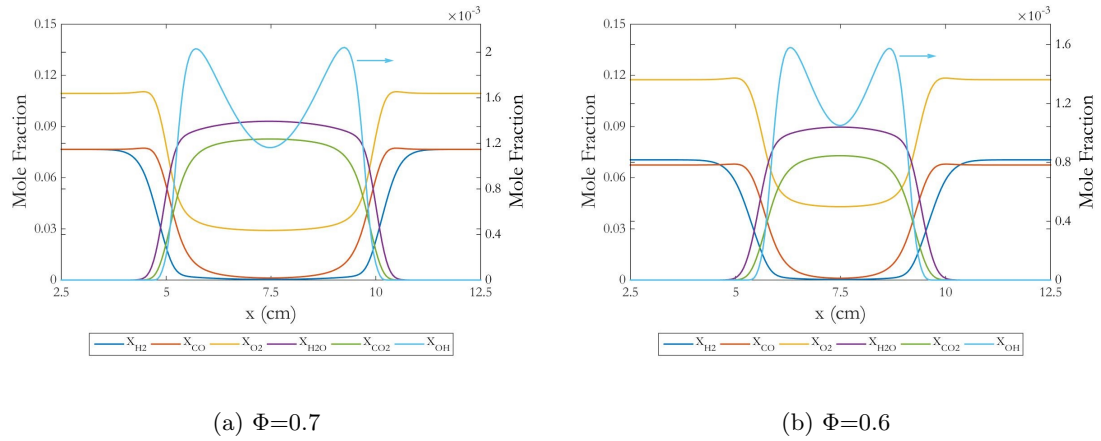 ×10⁻³
0.15
0.12
0.09
0.06
0.03
0
Mole Fraction
2
1.6
1.2
0.8
0.4
0
Mole Fraction
2.5 5 7.5 10 12.5
x (cm)
X_H2 X_CO X_O2 X_H2O X_CO2 X_OH
(a) Φ=0.7
×10⁻³
0.15
0.12
0.09
0.06
0.03
0
Mole Fraction
1.6
1.2
0.8
0.4
0
Mole Fraction
2.5 5 7.5 10 12.5
x (cm)
X_H2 X_CO X_O2 X_H2O X_CO2 X_OH
(b) Φ=0.6